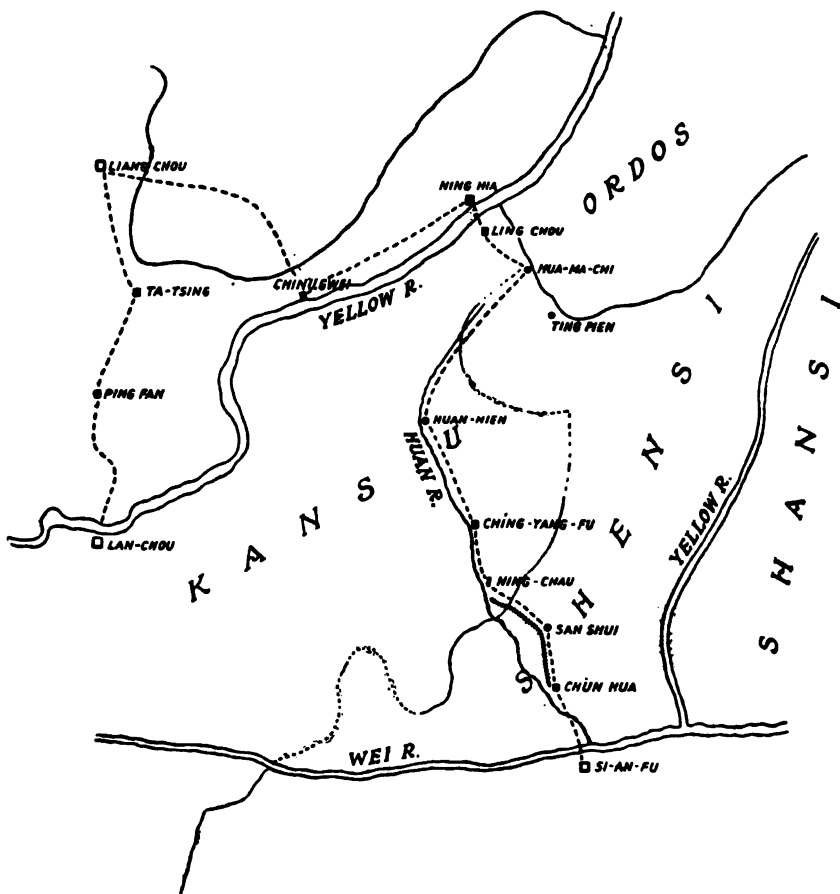 ORDOS
LIANG CHOU
NING HIA
LING CHOU
HUA-MA-CHI
CHUNGWEI
TA-TSING
YELLOW R.
TING PIEN
PING FAN
HUAN-HIEN
HUAN R.
KANSU
SHENSI
SHANSI
YELLOW R.
CHING-YANG-FU
LAN-CHOU
NING-CHAU
SAN SHUI
CHÜN HUA
WEI R.
SI-AN-FU